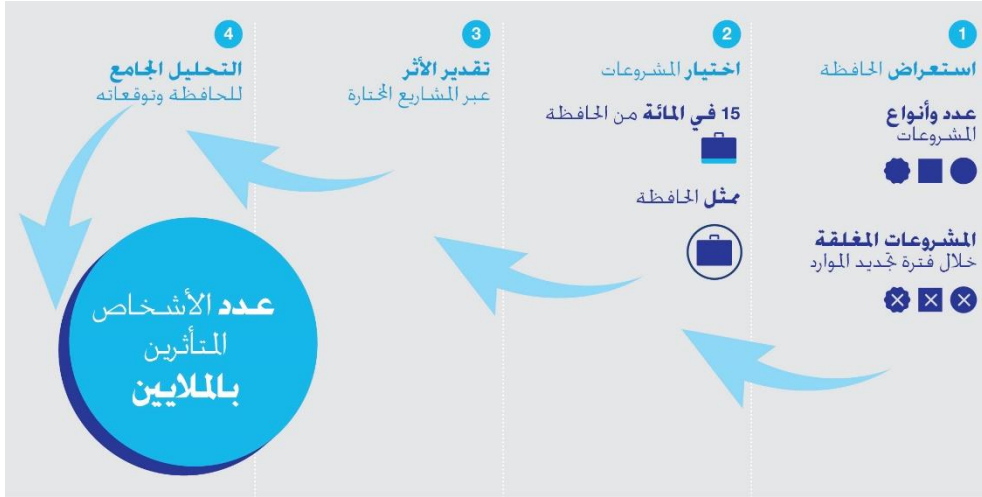 1
استعراض الحافظة
عدد وأنواع
المشروعات
المشروعات المغلقة
خلال فترة تجديد الموارد
2
اختيار المشروعات
15 في المائة من الحافظة
ممثل الحافظة
3
تقدير الأثر
عبر المشاريع المختارة
4
التحليل الجامع
للحافظة وتوقعاته
عدد الأشخاص
المتأثرين
بالملايين